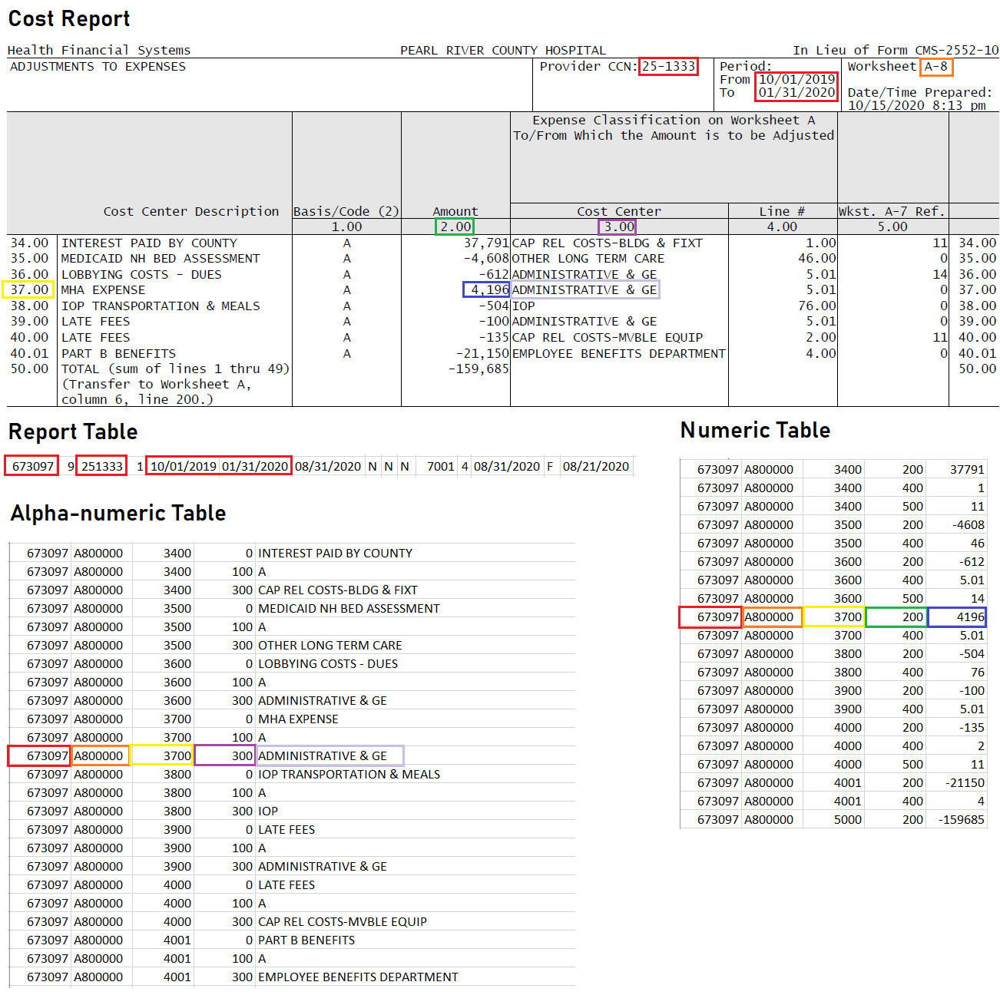 Cost Report
Health Financial Systems PEARL RIVER COUNTY HOSPITAL In Lieu of Form CMS-2552-10
ADJUSTMENTS TO EXPENSES Provider CCN: 25-1333 Period: Worksheet A-8
From 10/01/2019
To 01/31/2020 Date/Time Prepared:
10/15/2020 8:13 pm
Expense Classification on Worksheet A
To/From Which the Amount is to be Adjusted
Cost Center Description Basis/Code (2) Amount Cost Center Line # Wkst. A-7 Ref.
1.00 2.00 3.00 4.00 5.00
34.00 INTEREST PAID BY COUNTY A 37,791 CAP REL COSTS-BLDG & FIXT 1.00 11 34.00
35.00 MEDICAID NH BED ASSESSMENT A -4,608 OTHER LONG TERM CARE 46.00 0 35.00
36.00 LOBBYING COSTS - DUES A -612 ADMINISTRATIVE & GE 5.01 14 36.00
37.00 MHA EXPENSE A 4,196 ADMINISTRATIVE & GE 5.01 0 37.00
38.00 IOP TRANSPORTATION & MEALS A -504 IOP 76.00 0 38.00
39.00 LATE FEES A -100 ADMINISTRATIVE & GE 5.01 0 39.00
40.00 LATE FEES A -135 CAP REL COSTS-MVBLE EQUIP 2.00 11 40.00
40.01 PART B BENEFITS A -21,150 EMPLOYEE BENEFITS DEPARTMENT 4.00 0 40.01
50.00 TOTAL (sum of lines 1 thru 49) -159,685 50.00
(Transfer to Worksheet A,
column 6, line 200.)
Report Table
673097 9 251333 1 10/01/2019 01/31/2020 08/31/2020 N N N 7001 4 08/31/2020 F 08/21/2020
Alpha-numeric Table
673097 A800000 3400 0 INTEREST PAID BY COUNTY
673097 A800000 3400 100 A
673097 A800000 3400 300 CAP REL COSTS-BLDG & FIXT
673097 A800000 3500 0 MEDICAID NH BED ASSESSMENT
673097 A800000 3500 100 A
673097 A800000 3500 300 OTHER LONG TERM CARE
673097 A800000 3600 0 LOBBYING COSTS - DUES
673097 A800000 3600 100 A
673097 A800000 3600 300 ADMINISTRATIVE & GE
673097 A800000 3700 0 MHA EXPENSE
673097 A800000 3700 100 A
673097 A800000 3700 300 ADMINISTRATIVE & GE
673097 A800000 3800 0 IOP TRANSPORTATION & MEALS
673097 A800000 3800 100 A
673097 A800000 3800 300 IOP
673097 A800000 3900 0 LATE FEES
673097 A800000 3900 100 A
673097 A800000 3900 300 ADMINISTRATIVE & GE
673097 A800000 4000 0 LATE FEES
673097 A800000 4000 100 A
673097 A800000 4000 300 CAP REL COSTS-MVBLE EQUIP
673097 A800000 4001 0 PART B BENEFITS
673097 A800000 4001 100 A
673097 A800000 4001 300 EMPLOYEE BENEFITS DEPARTMENT
Numeric Table
673097 A800000 3400 200 37791
673097 A800000 3400 400 1
673097 A800000 3400 500 11
673097 A800000 3500 200 -4608
673097 A800000 3500 400 46
673097 A800000 3600 200 -612
673097 A800000 3600 400 5.01
673097 A800000 3600 500 14
673097 A800000 3700 200 4196
673097 A800000 3700 400 5.01
673097 A800000 3800 200 -504
673097 A800000 3800 400 76
673097 A800000 3900 200 -100
673097 A800000 3900 400 5.01
673097 A800000 4000 200 -135
673097 A800000 4000 400 2
673097 A800000 4000 500 11
673097 A800000 4001 200 -21150
673097 A800000 4001 400 4
673097 A800000 5000 200 -159685